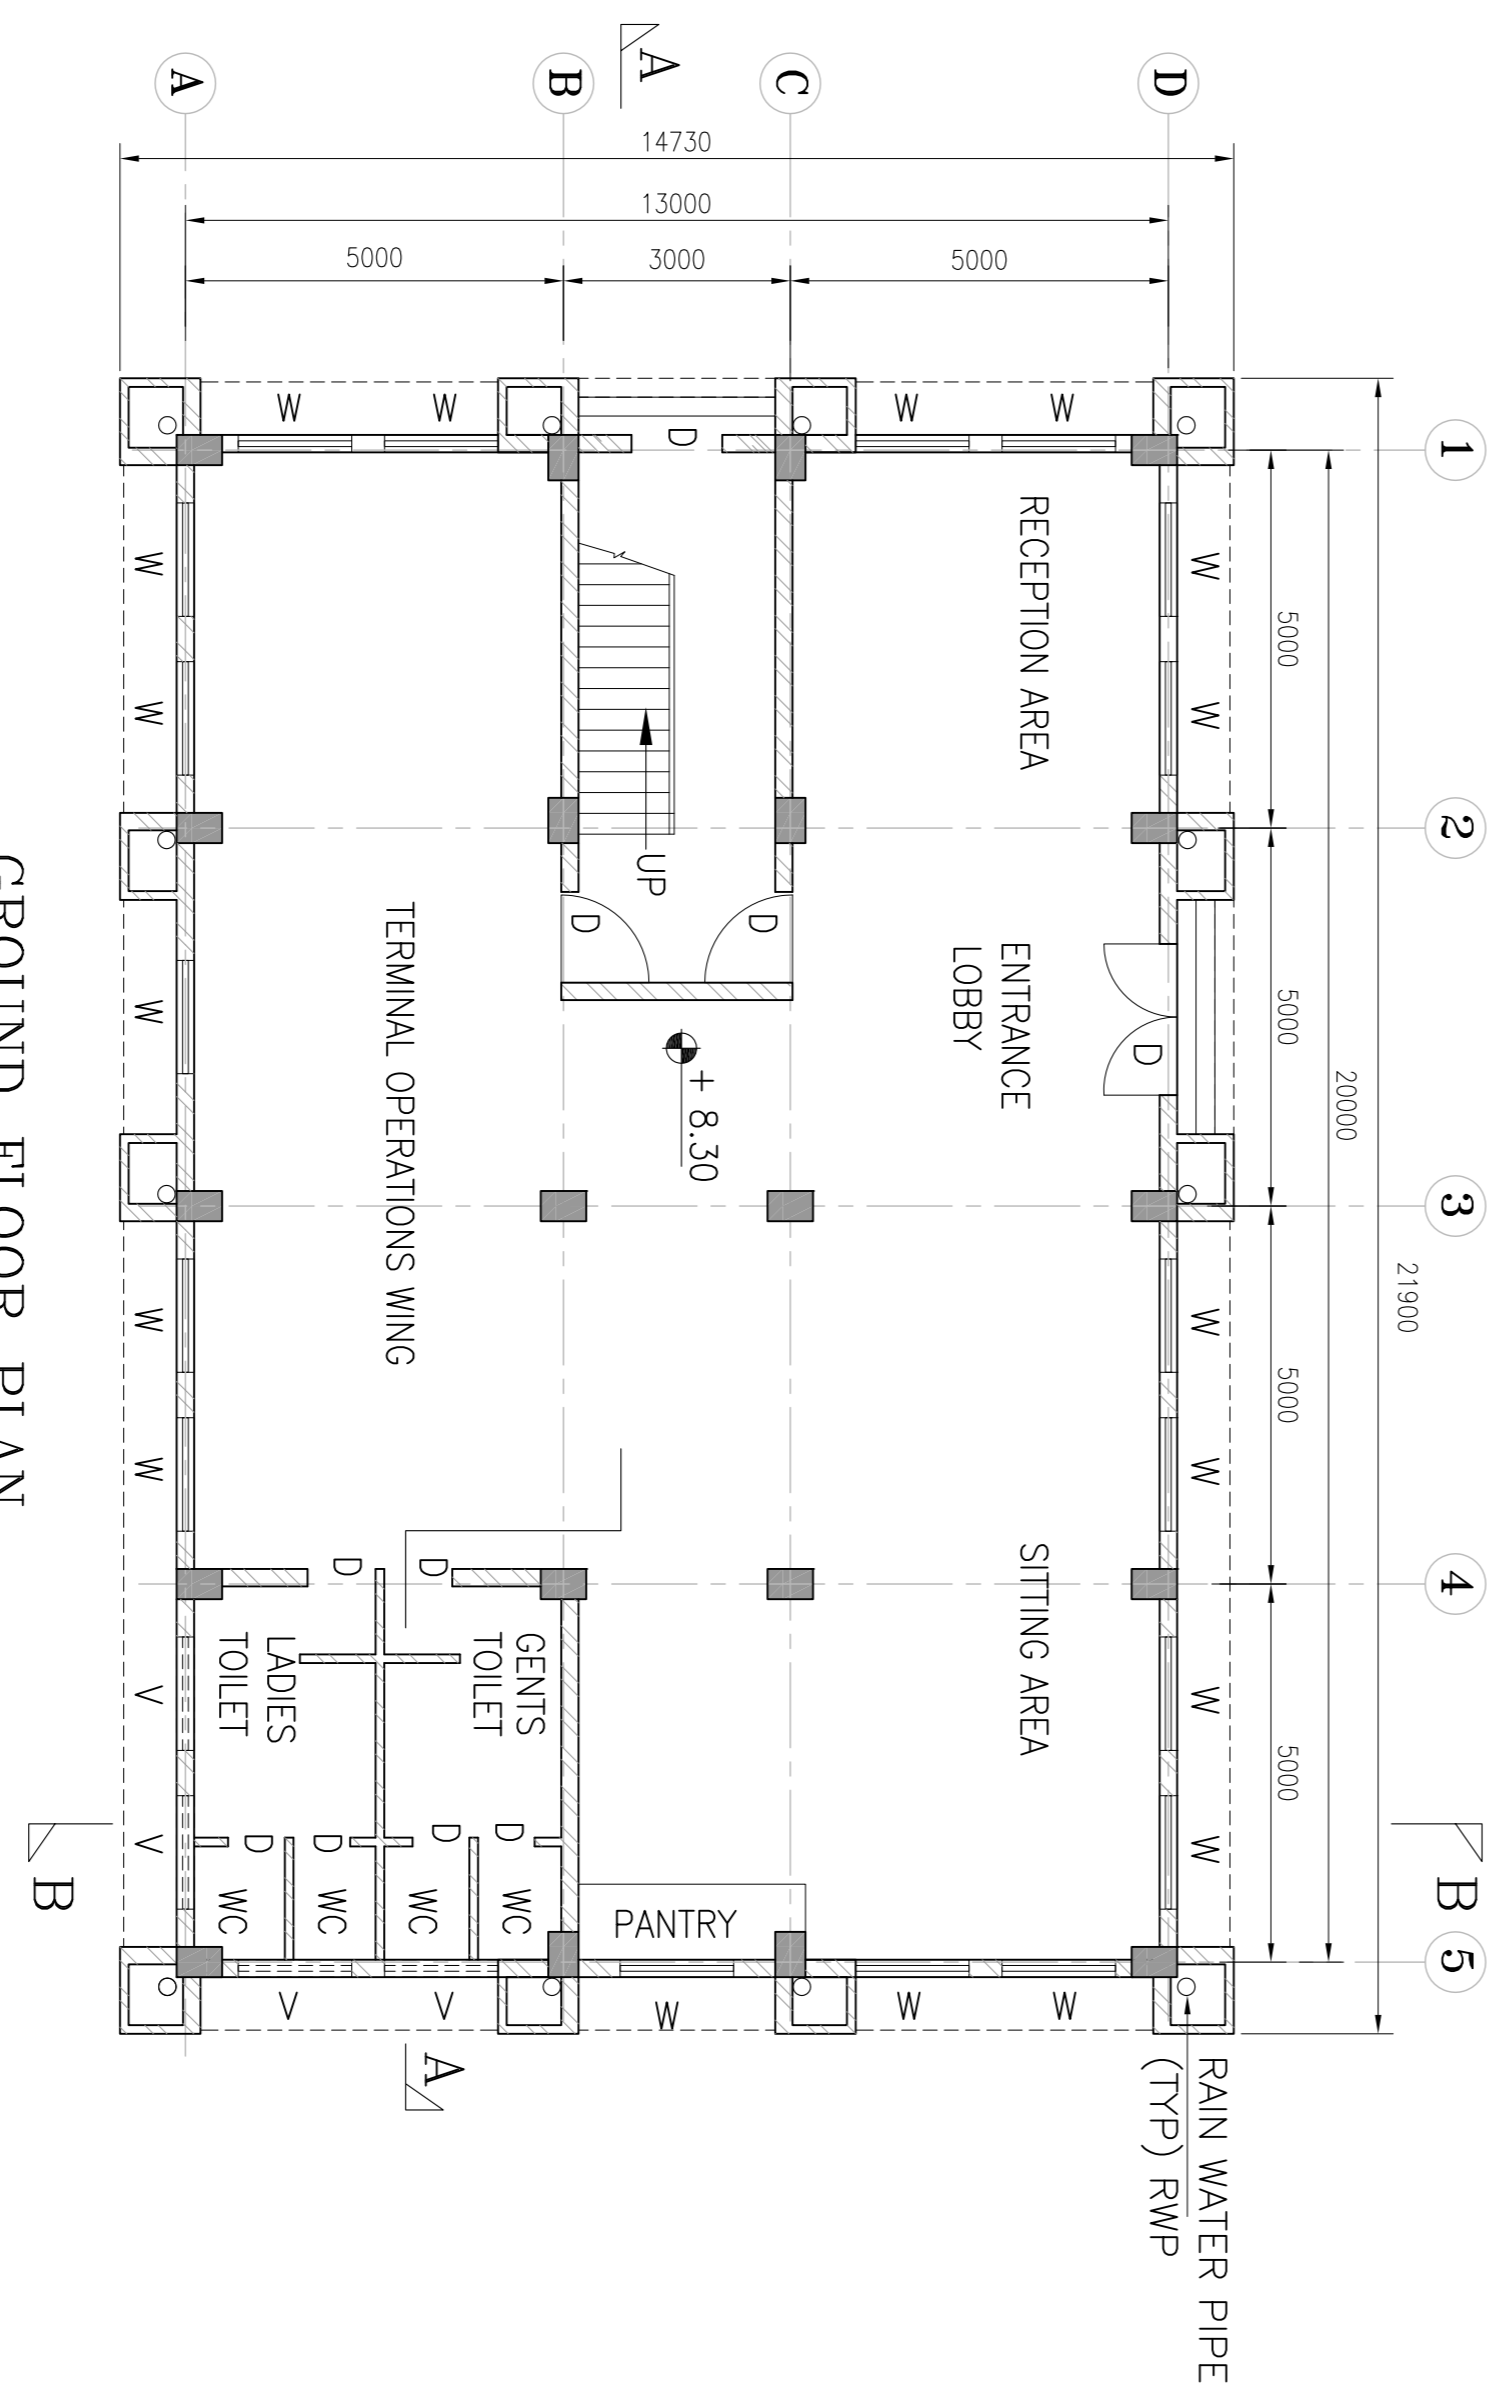 1 2 3 4 B 5
21900
20000
5000 5000 5000 5000
W W W W W W
RAIN WATER PIPE
(TYP) RWP
D
D
W W
RECEPTION AREA
ENTRANCE
LOBBY
SITTING AREA
5000
W W
C
D
14730
13000
3000
D
+ 8.30
PANTRY
W
A
UP
B
D
GENTS
TOILET
D
WC
D
WC
A
W V
TERMINAL OPERATIONS WING
5000
D
D
D
WC
WC
LADIES
TOILET
D
W V
A
W W W W W V V
B
GROUND FLOOR PLAN